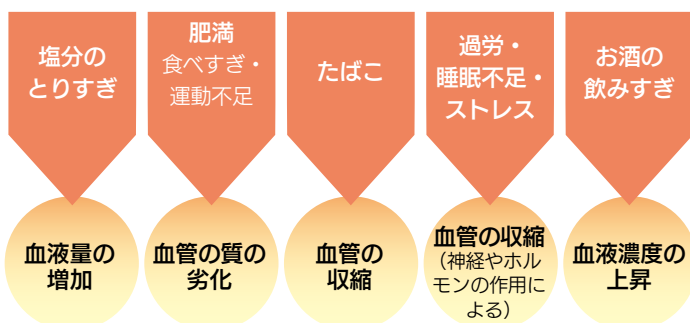 塩分の
とりすぎ
肥満
食べすぎ・
運動不足
たばこ
過労・
睡眠不足・
ストレス
お酒の
飲みすぎ
血液量の
増加
血管の質の
劣化
血管の
収縮
血管の収縮
（神経やホル
モンの作用に
よる）
血液濃度の
上昇